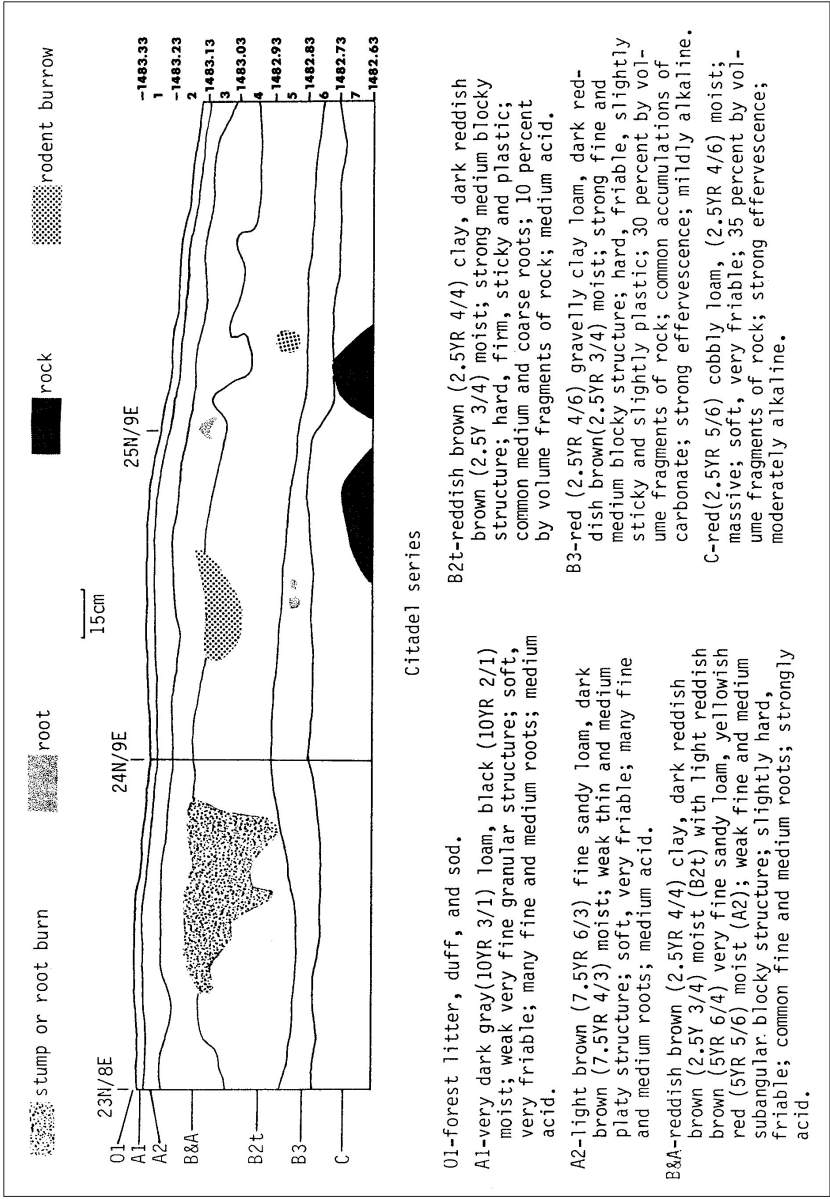 stump or root burn
root
rock
rodent burrow
15cm
23N/8E
24N/9E
25N/9E
O1
A1
A2
B&A
B2t
B3
C
1483.33
1
1483.23
2
1483.13
3
1483.03
4
1482.93
5
1482.83
6
1482.73
7
1482.63
Citadel series
O1-forest litter, duff, and sod.
A1-very dark gray(10YR 3/1) loam, black (10YR 2/1)
moist; weak very fine granular structure; soft,
very friable; many fine and medium roots; medium
acid.
A2-light brown (7.5YR 6/3) fine sandy loam, dark
brown (7.5YR 4/3) moist; weak thin and medium
platy structure; soft, very friable; many fine
and medium roots; medium acid.
B&A-reddish brown (2.5YR 4/4) clay, dark reddish
brown (2.5Y 3/4) moist (B2t) with light reddish
brown (5YR 6/4) very fine sandy loam, yellowish
red (5YR 5/6) moist (A2); weak fine and medium
subangular blocky structure; slightly hard,
friable; common fine and medium roots; strongly
acid.
B2t-reddish brown (2.5YR 4/4) clay, dark reddish
brown (2.5Y 3/4) moist; strong medium blocky
structure; hard, firm, sticky and plastic;
common medium and coarse roots; 10 percent
by volume fragments of rock; medium acid.
B3-red (2.5YR 4/6) gravelly clay loam, dark red-
dish brown(2.5YR 3/4) moist; strong fine and
medium blocky structure; hard, friable, slightly
sticky and slightly plastic; 30 percent by vol-
ume fragments of rock; common accumulations of
carbonate; strong effervescence; mildly alkaline.
C-red(2.5YR 5/6) cobbly loam, (2.5YR 4/6) moist;
massive; soft, very friable; 35 percent by vol-
ume fragments of rock; strong effervescence;
moderately alkaline.